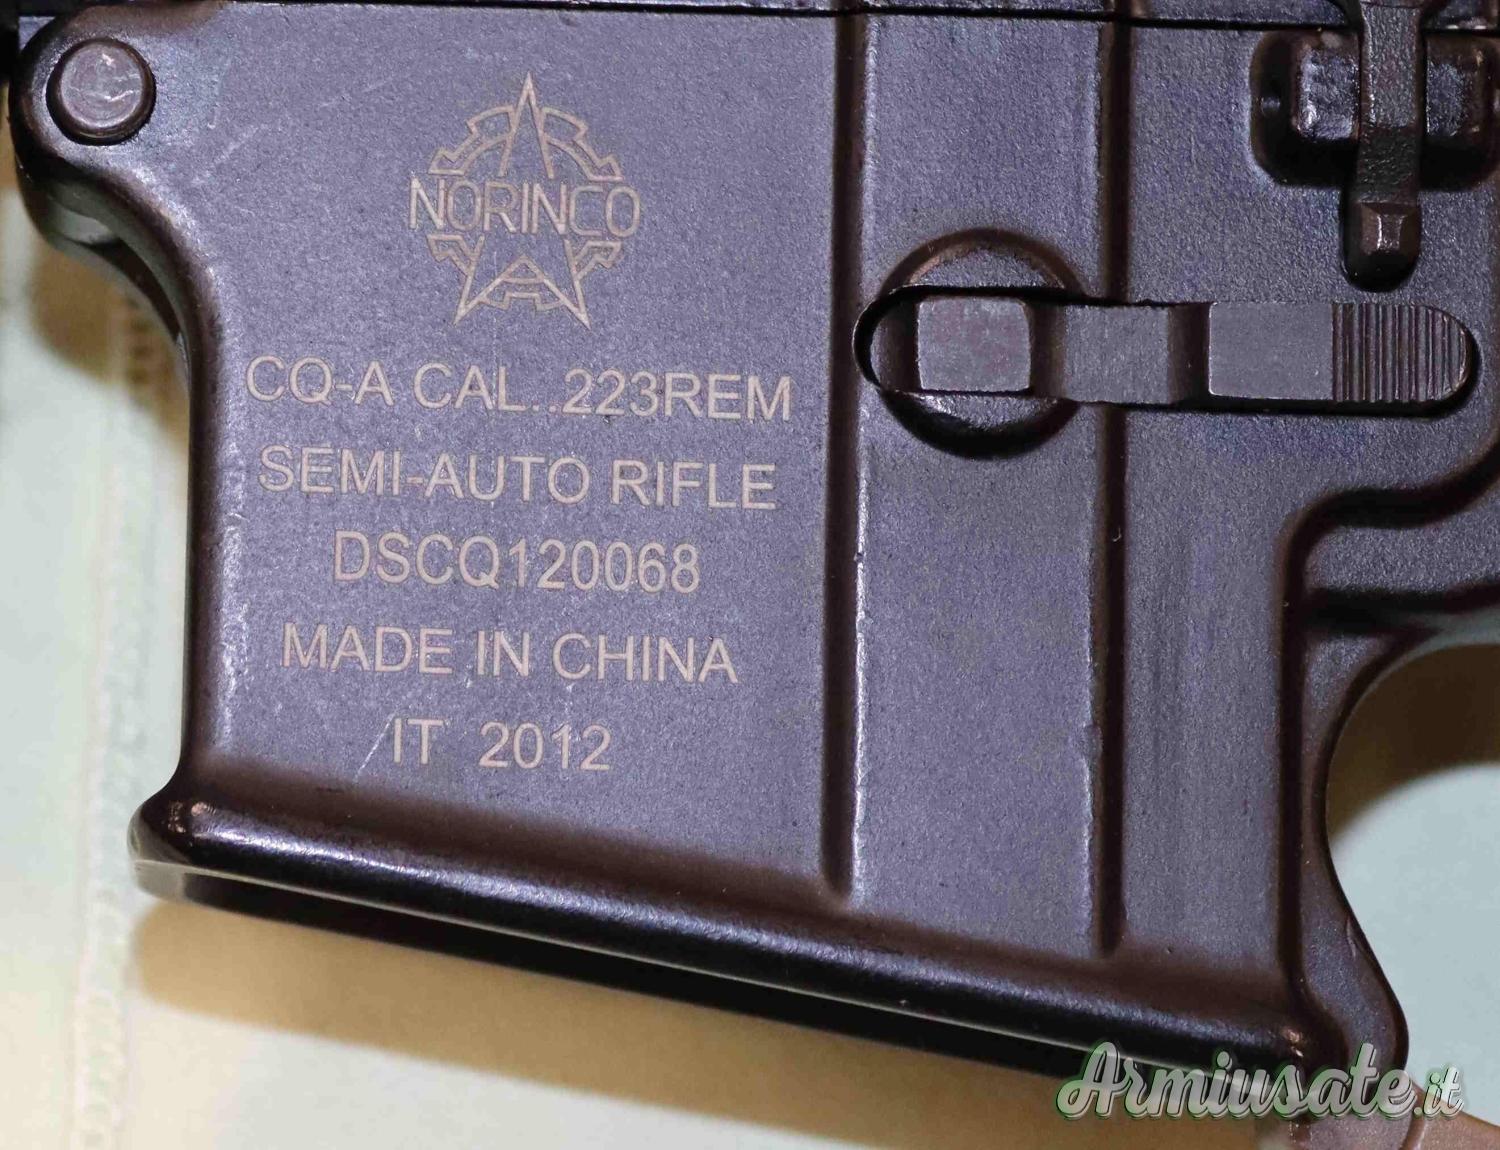 NORINCO
CQ-A CAL..223REM
SEMI-AUTO RIFLE
DSCQ120068
MADE IN CHINA
IT 2012
Armiusate.it